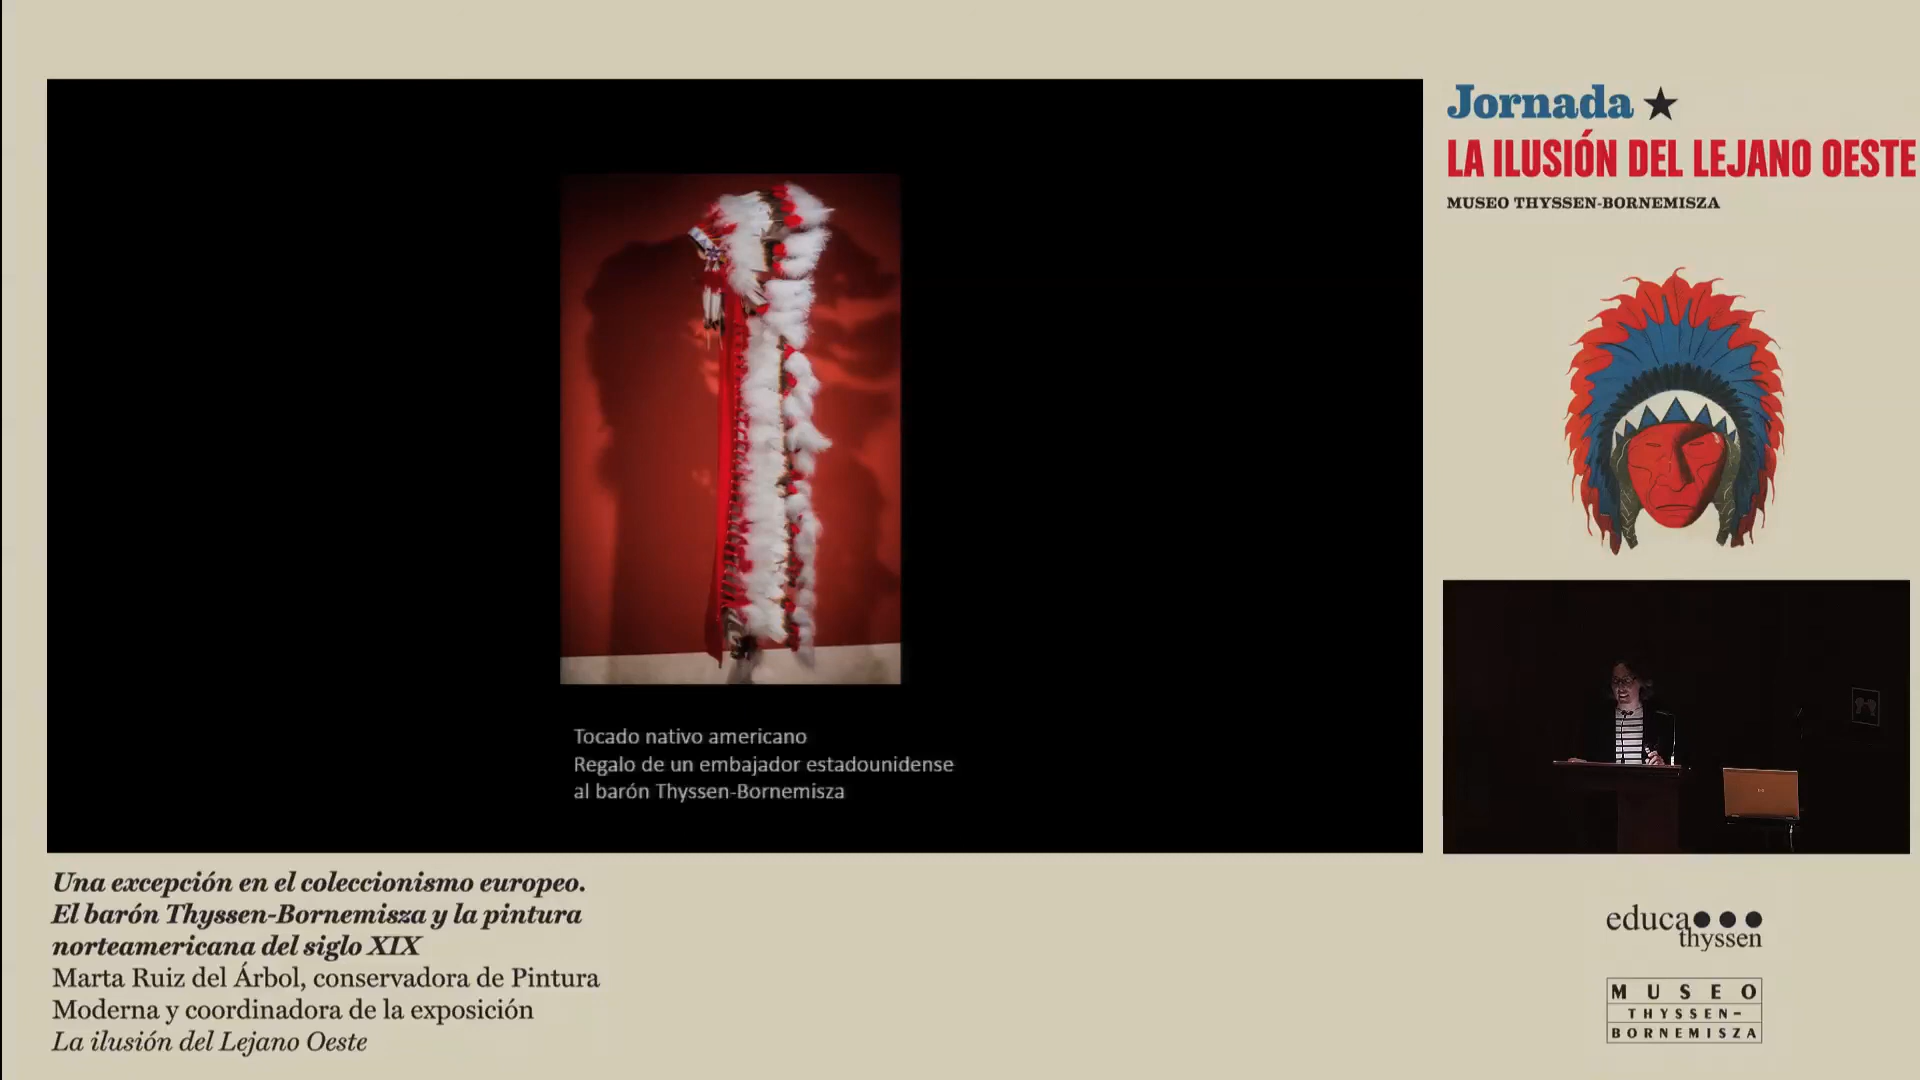 Jornada
LA ILUSIÓN DEL LEJANO OESTE
MUSEO THYSSEN-BORNEMISZA
Tocado nativo americano
Regalo de un embajador estadounidense
al barón Thyssen-Bornemisza
Una excepción en el coleccionismo europeo.
El barón Thyssen-Bornemisza y la pintura
norteamericana del siglo XIX
Marta Ruiz del Árbol, conservadora de Pintura
Moderna y coordinadora de la exposición
La ilusión del Lejano Oeste
educa
thyssen
MUSEO
THYSSEN-
BORNEMISZA